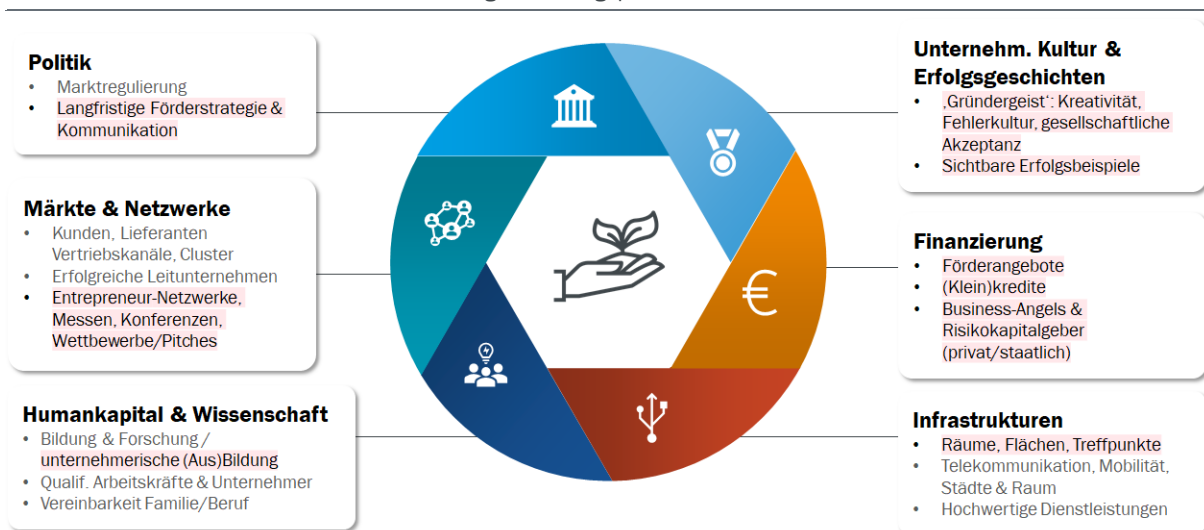 Politik
• Marktregulierung
• Langfristige Förderstrategie &
Kommunikation
Märkte & Netzwerke
• Kunden, Lieferanten
Vertriebskanäle, Cluster
• Erfolgreiche Leitunternehmen
• Entrepreneur-Netzwerke,
Messen, Konferenzen,
Wettbewerbe/Pitches
Humankapital & Wissenschaft
• Bildung & Forschung /
unternehmerische (Aus)Bildung
• Qualif. Arbeitskräfte & Unternehmer
• Vereinbarkeit Familie/Beruf
€
Unternehm. Kultur &
Erfolgsgeschichten
• ‚Gründergeist‘: Kreativität,
Fehlerkultur, gesellschaftliche
Akzeptanz
• Sichtbare Erfolgsbeispiele
Finanzierung
• Förderangebote
• (Klein)kredite
• Business-Angels &
Risikokapitalgeber
(privat/staatlich)
Infrastrukturen
• Räume, Flächen, Treffpunkte
• Telekommunikation, Mobilität,
Städte & Raum
• Hochwertige Dienstleistungen